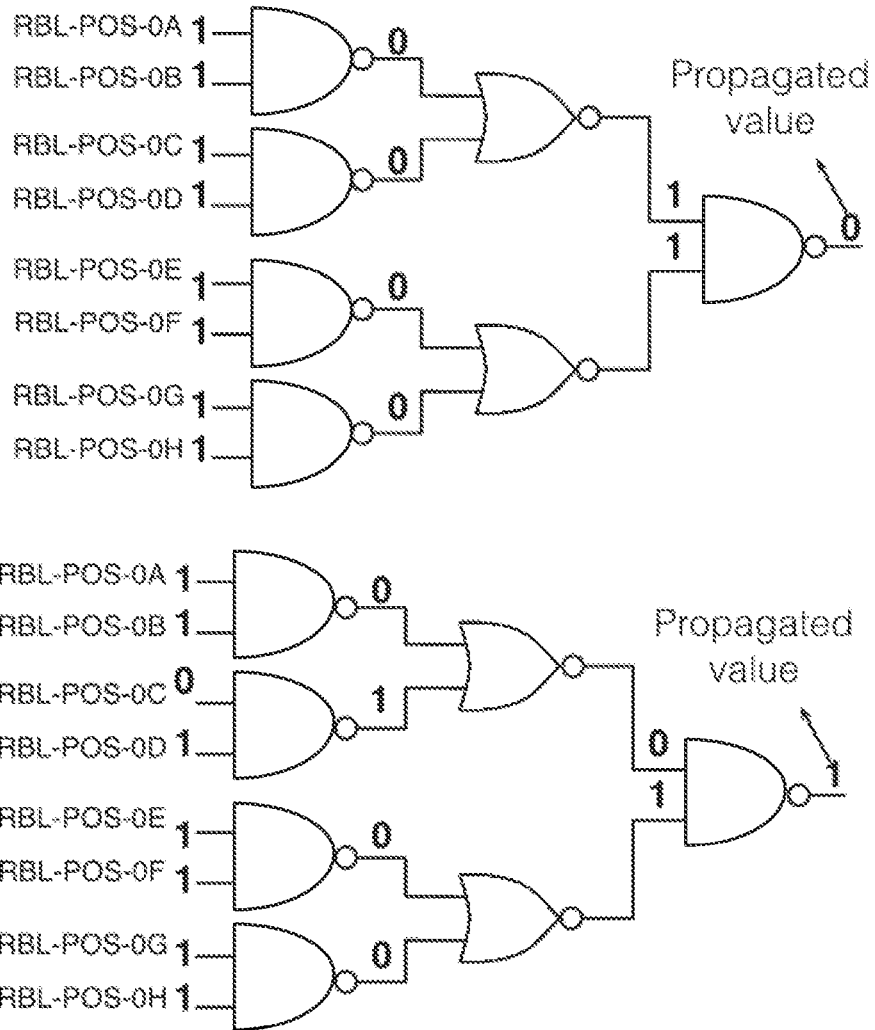 RBL-POS-0A 1
0
RBL-POS-0B 1
Propagated
value
RBL-POS-0C 1
0
RBL-POS-0D 1
1
0
1
RBL-POS-0E 1
0
RBL-POS-0F 1
RBL-POS-0G 1
0
RBL-POS-0H 1
RBL-POS-0A 1
0
RBL-POS-0B 1
Propagated
value
RBL-POS-0C 0
1
RBL-POS-0D 1
0
1
1
RBL-POS-0E 1
0
RBL-POS-0F 1
RBL-POS-0G 1
0
RBL-POS-0H 1